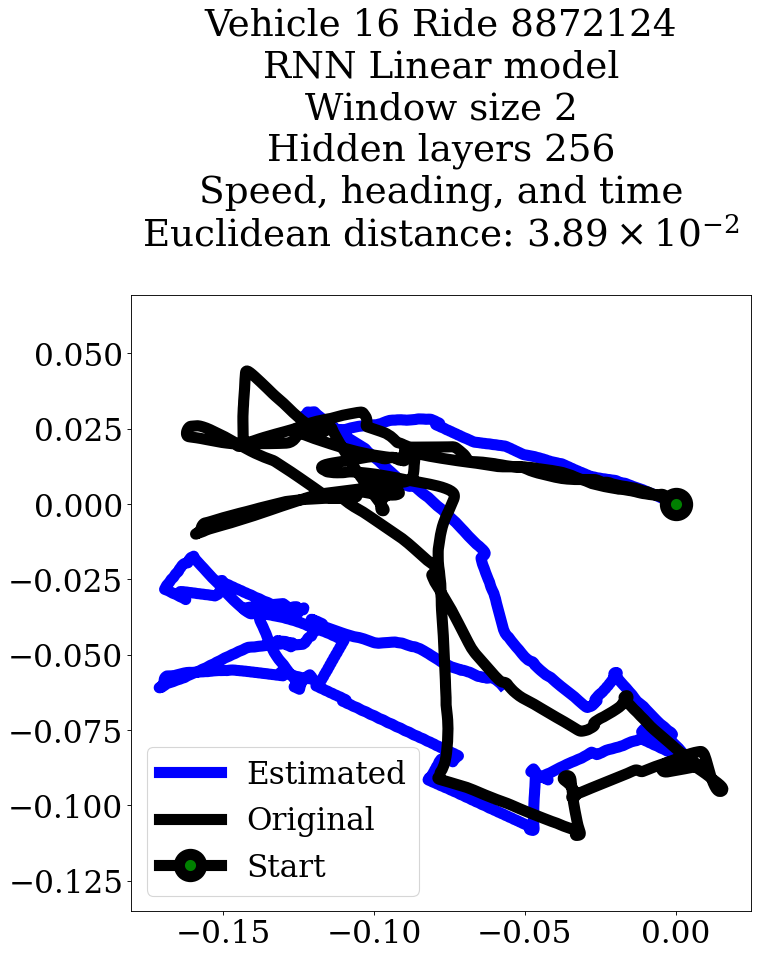 Vehicle 16 Ride 8872124
RNN Linear model
Window size 2
Hidden layers 256
Speed, heading, and time
Euclidean distance: 3.89 × 10⁻²
0.050
0.025
0.000
−0.025
−0.050
−0.075
−0.100
−0.125
Estimated
Original
Start
−0.15 −0.10 −0.05 0.00